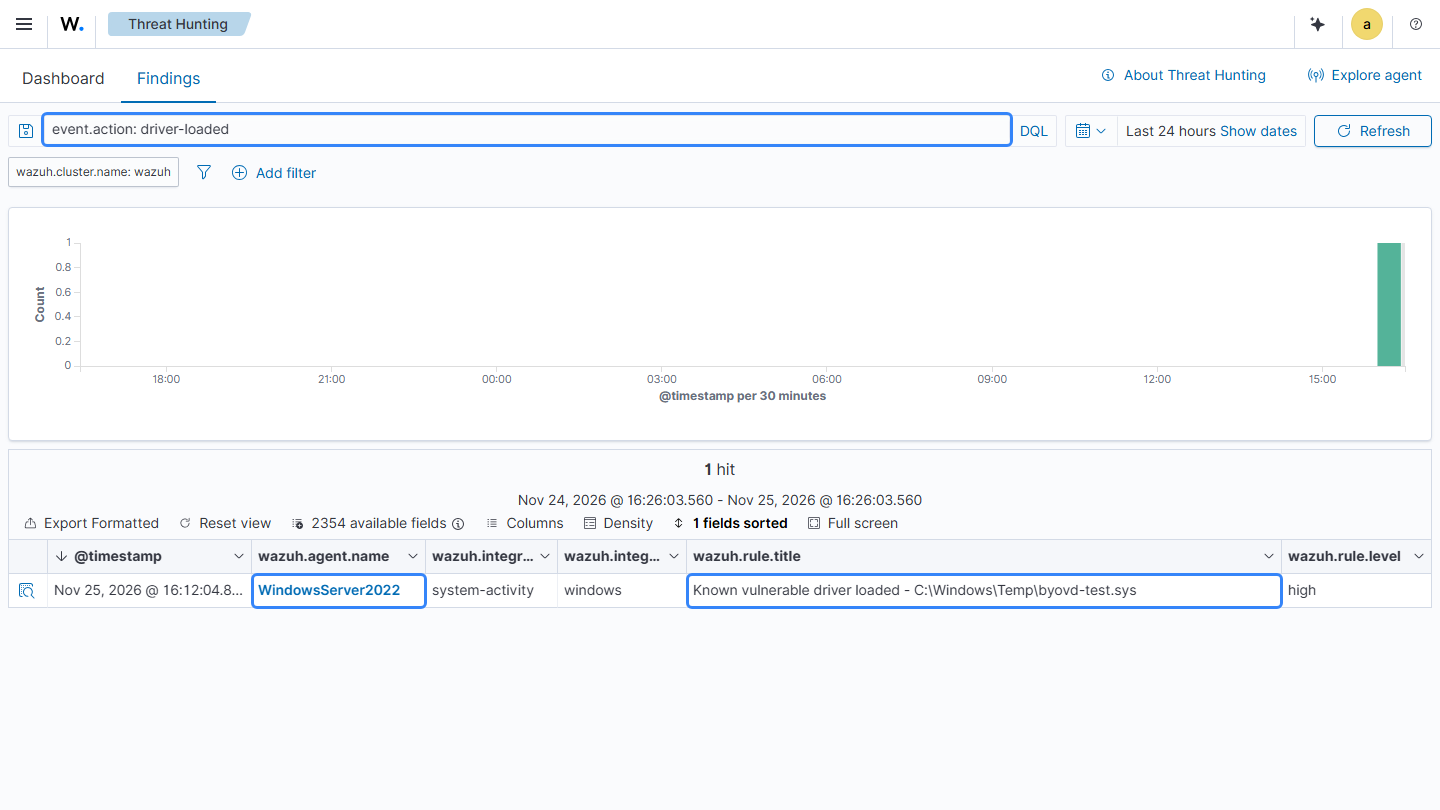 W.
Threat Hunting
a
Dashboard
Findings
About Threat Hunting
Explore agent
event.action: driver-loaded
DQL
Last 24 hours Show dates
Refresh
wazuh.cluster.name: wazuh
Add filter
Count
1
0.8
0.6
0.4
0.2
0
18:00 21:00 00:00 03:00 06:00 09:00 12:00 15:00
@timestamp per 30 minutes
1 hit
Nov 24, 2026 @ 16:26:03.560 - Nov 25, 2026 @ 16:26:03.560
Export Formatted Reset view 2354 available fields Columns Density 1 fields sorted Full screen
@timestamp wazuh.agent.name wazuh.integr... wazuh.integ... wazuh.rule.title wazuh.rule.level
Nov 25, 2026 @ 16:12:04.8... WindowsServer2022 system-activity windows Known vulnerable driver loaded - C:\Windows\Temp\byovd-test.sys high